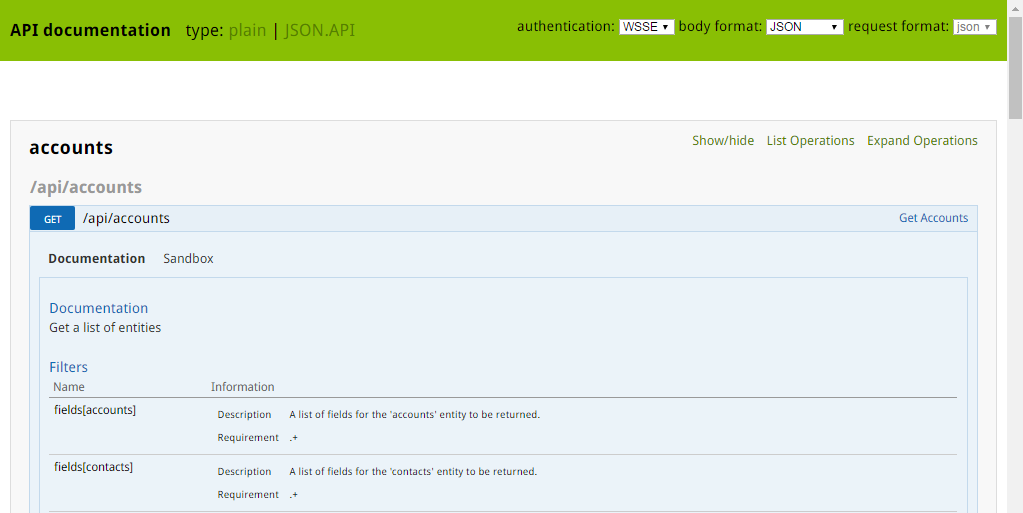 API documentation type: plain | JSON.API authentication: WSSE body format: JSON request format: json
accounts Show/hide List Operations Expand Operations
/api/accounts
GET /api/accounts Get Accounts
Documentation Sandbox
Documentation
Get a list of entities
Filters
Name Information
fields[accounts] Description A list of fields for the 'accounts' entity to be returned.
Requirement .+
fields[contacts] Description A list of fields for the 'contacts' entity to be returned.
Requirement .+